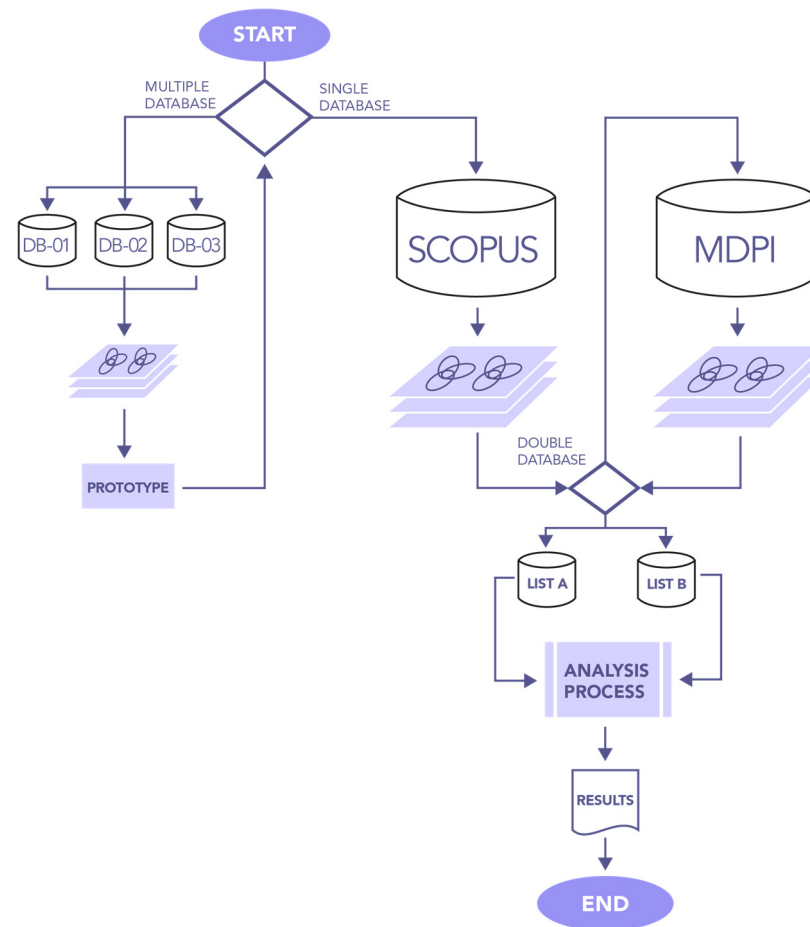 START
MULTIPLE
DATABASE
SINGLE
DATABASE
DB-01
DB-02
DB-03
SCOPUS
MDPI
PROTOTYPE
DOUBLE
DATABASE
LIST A
LIST B
ANALYSIS
PROCESS
RESULTS
END